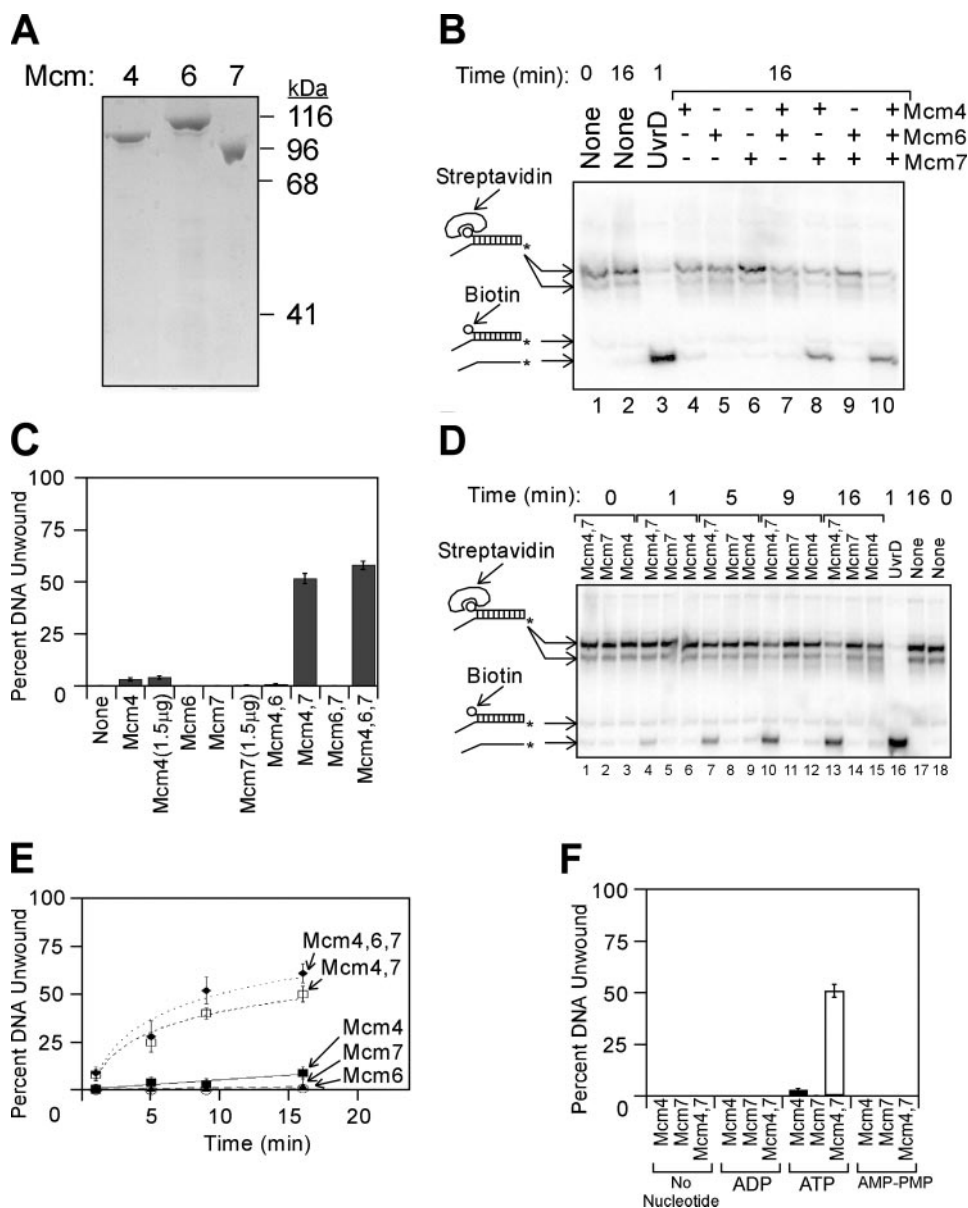 A
Mcm: 4 6 7
kDa
116
96
68
41
B
Time (min): 0 16 1 16
None
None
UvrD
+ - - + + - + Mcm4
- + - + - + + Mcm6
- - + - + + + Mcm7
Streptavidin
*
Biotin
*
*
1 2 3 4 5 6 7 8 9 10
C
Percent DNA Unwound
100
75
50
25
0
None
Mcm4
Mcm4(1.5µg)
Mcm6
Mcm7
Mcm7(1.5µg)
Mcm4,6
Mcm4,7
Mcm6,7
Mcm4,6,7
D
Time (min): 0 1 5 9 16 1 16 0
Mcm4,7
Mcm7
Mcm4
Mcm4,7
Mcm7
Mcm4
Mcm4,7
Mcm7
Mcm4
Mcm4,7
Mcm7
Mcm4
Mcm4,7
Mcm7
Mcm4
UvrD
None
None
Streptavidin
*
Biotin
*
*
1 2 3 4 5 6 7 8 9 10 11 12 13 14 15 16 17 18
E
Percent DNA Unwound
100
75
50
25
0
5 10 15 20
Time (min)
Mcm4,6,7
Mcm4,7
Mcm4
Mcm7
Mcm6
F
Percent DNA Unwound
100
75
50
25
0
Mcm4
Mcm7
Mcm4,7
Mcm4
Mcm7
Mcm4,7
Mcm4
Mcm7
Mcm4,7
Mcm4
Mcm7
Mcm4,7
No Nucleotide
ADP
ATP
AMP-PMP